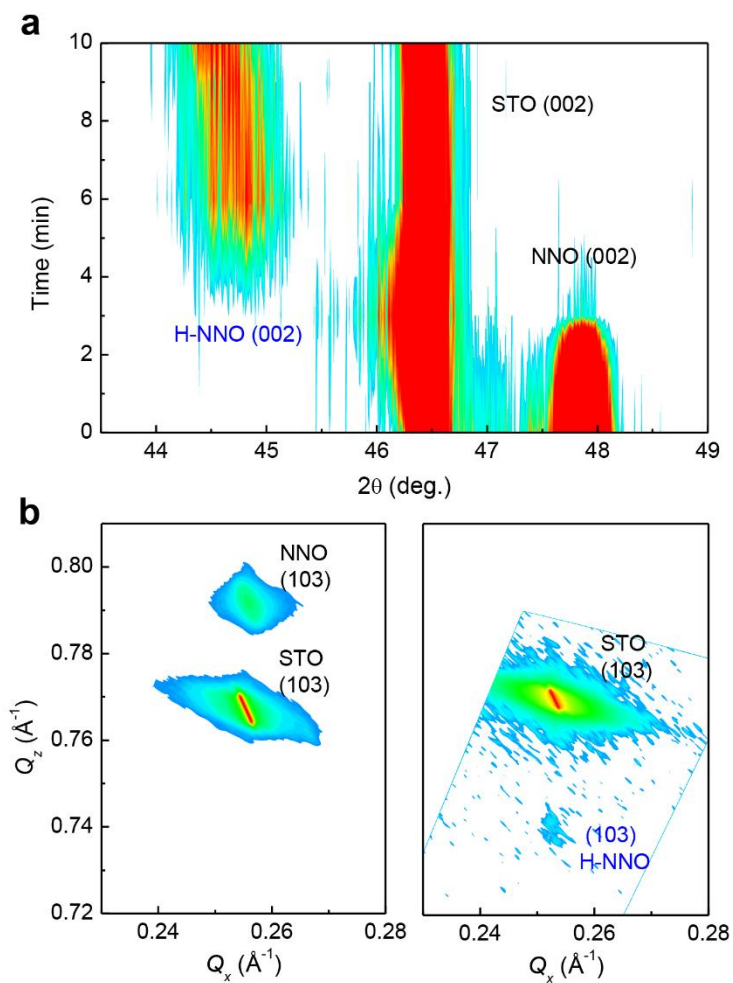 a
10
8
6
4
2
0
Time (min)
STO (002)
NNO (002)
H-NNO (002)
44 45 46 47 48 49
2θ (deg.)
b
0.80
0.78
0.76
0.74
0.72
Q_z (Å⁻¹)
NNO
(103)
STO
(103)
0.24 0.26 0.28
Q_x (Å⁻¹)
STO
(103)
(103)
H-NNO
0.24 0.26 0.28
Q_x (Å⁻¹)